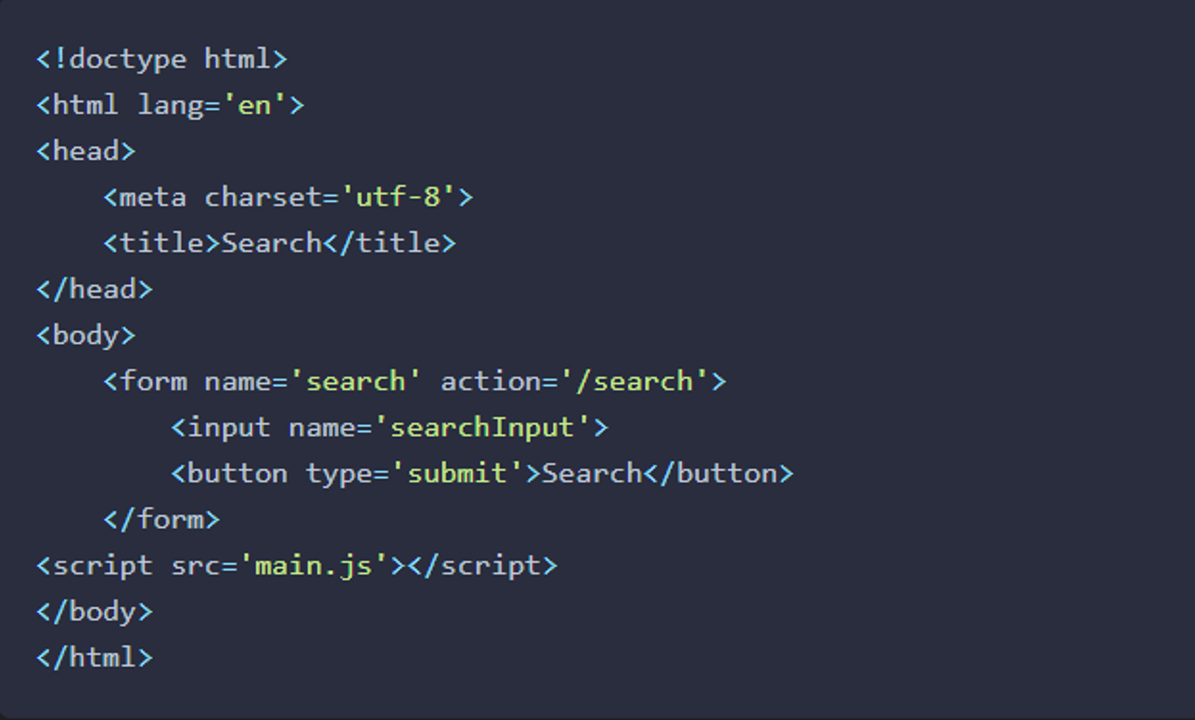 <!doctype html>
<html lang='en'>
<head>
    <meta charset='utf-8'>
    <title>Search</title>
</head>
<body>
    <form name='search' action='/search'>
        <input name='searchInput'>
        <button type='submit'>Search</button>
    </form>
<script src='main.js'></script>
</body>
</html>